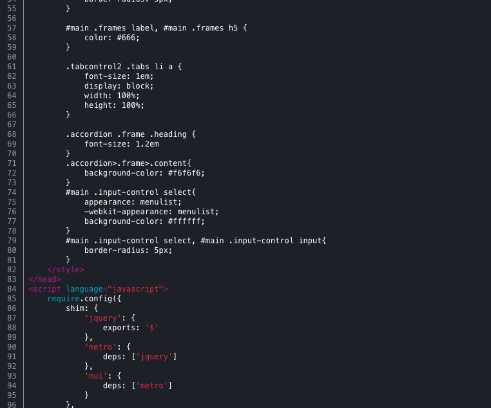 55 }
56
57 #main .frames label, #main .frames h5 {
58 color: #666;
59 }
60
61 .tabcontrol2 .tabs li a {
62 font-size: 1em;
63 display: block;
64 width: 100%;
65 height: 100%;
66 }
67
68 .accordion .frame .heading {
69 font-size: 1.2em
70 }
71 .accordion>.frame>.content{
72 background-color: #f6f6f6;
73 }
74 #main .input-control select{
75 appearance: menulist;
76 -webkit-appearance: menulist;
77 background-color: #ffffff;
78 }
79 #main .input-control select, #main .input-control input{
80 border-radius: 5px;
81 }
82 </style>
83 </head>
84 <script language="javascript">
85 require.config({
86 shim: {
87 'jquery': {
88 exports: '$'
89 },
90 'metro': {
91 deps: ['jquery']
92 },
93 'mui': {
94 deps: ['metro']
95 }
96 },